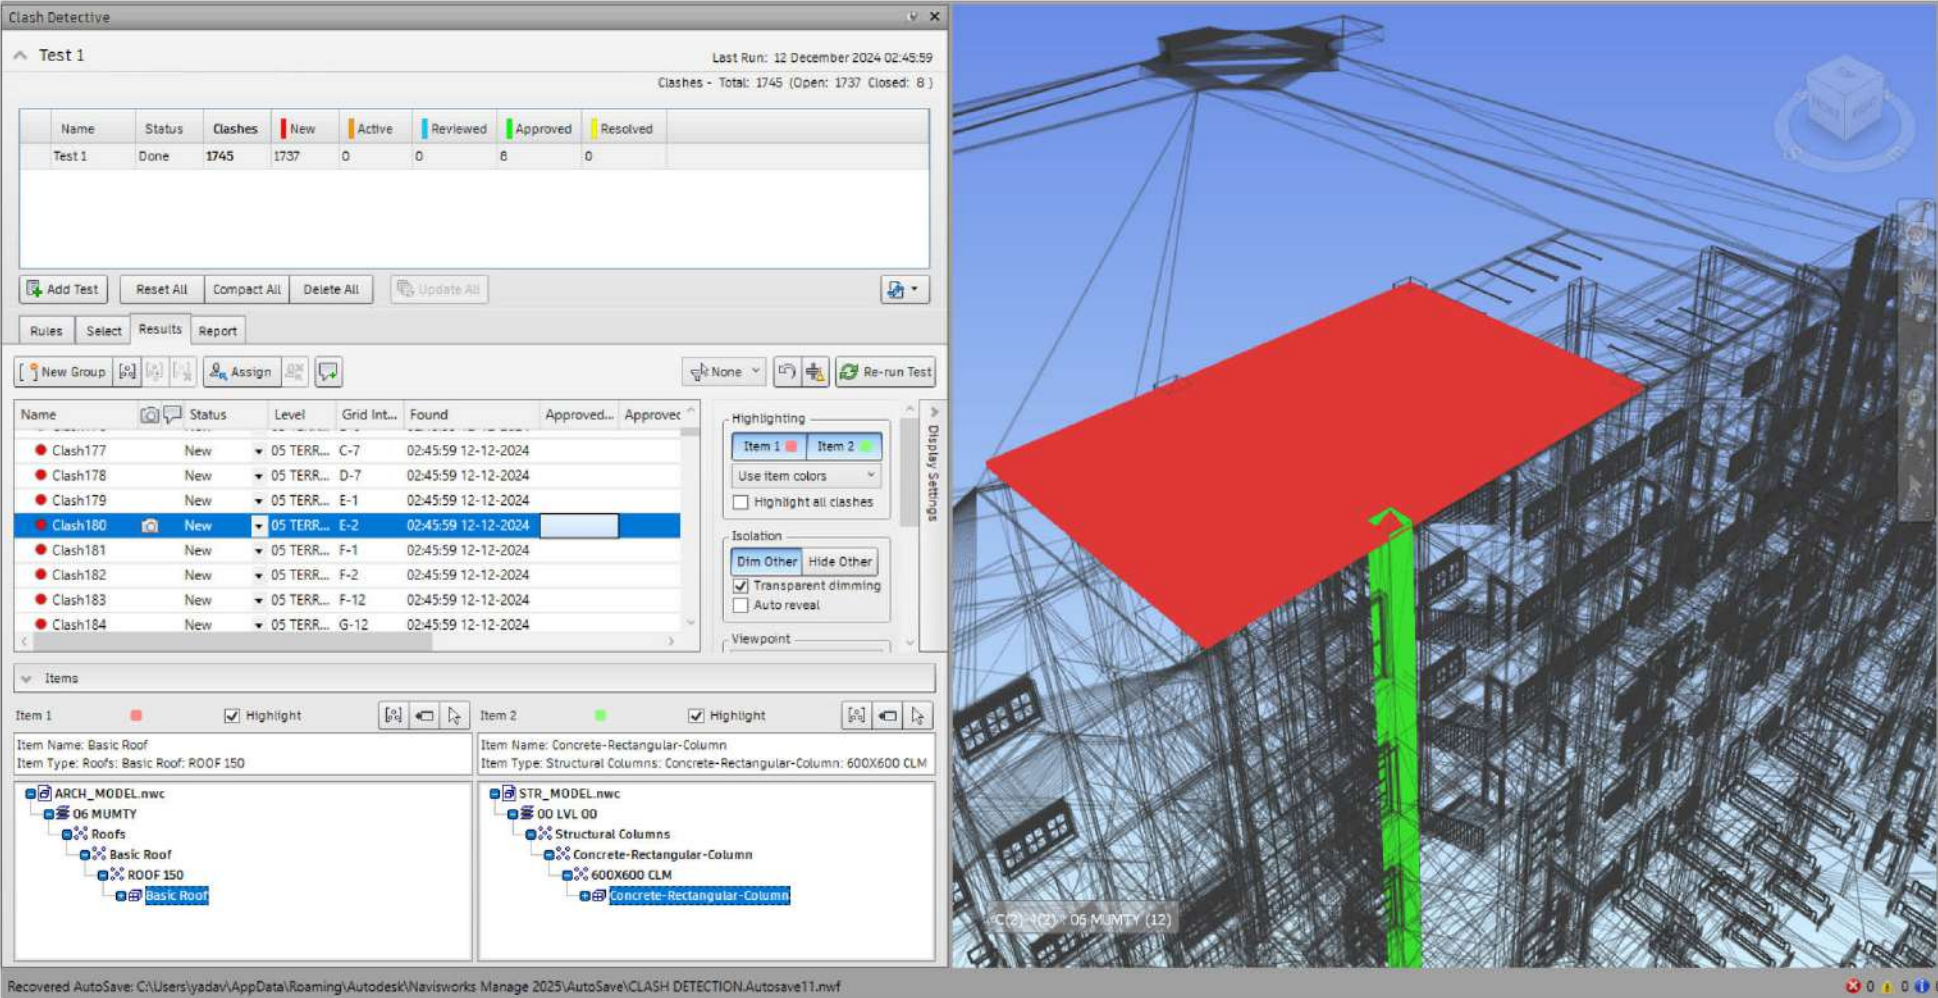 Clash Detective
Test 1
Last Run: 12 December 2024 02:45:59
Clashes - Total: 1745 (Open: 1737 Closed: 8 )
Name Status Clashes New Active Reviewed Approved Resolved
Test 1 Done 1745 1737 0 0 8 0
Add Test Reset All Compact All Delete All Update All
Rules Select Results Report
New Group Assign None Re-run Test
Name Status Level Grid Int... Found Approved... Approvec
Clash177 New 05 TERR... C-7 02:45:59 12-12-2024
Clash178 New 05 TERR... D-7 02:45:59 12-12-2024
Clash179 New 05 TERR... E-1 02:45:59 12-12-2024
Clash180 New 05 TERR... E-2 02:45:59 12-12-2024
Clash181 New 05 TERR... F-1 02:45:59 12-12-2024
Clash182 New 05 TERR... F-2 02:45:59 12-12-2024
Clash183 New 05 TERR... F-12 02:45:59 12-12-2024
Clash184 New 05 TERR... G-12 02:45:59 12-12-2024
Highlighting
Item 1 Item 2
Use item colors
Highlight all clashes
Isolation
Dim Other Hide Other
Transparent dimming
Auto reveal
Viewpoint
Display Settings
Items
Item 1 Highlight
Item Name: Basic Roof
Item Type: Roofs: Basic Roof: ROOF 150
ARCH_MODEL.nwc
06 MUMTY
Roofs
Basic Roof
ROOF 150
Basic Roof
Item 2 Highlight
Item Name: Concrete-Rectangular-Column
Item Type: Structural Columns: Concrete-Rectangular-Column: 600X600 CLM
STR_MODEL.nwc
00 LVL 00
Structural Columns
Concrete-Rectangular-Column
600X600 CLM
Concrete-Rectangular-Column
06 MUMTY (12)
Recovered AutoSave: C:\Users\yadav\AppData\Roaming\Autodesk\Navisworks Manage 2025\AutoSave\CLASH DETECTION.Autosave11.nwf
0 0